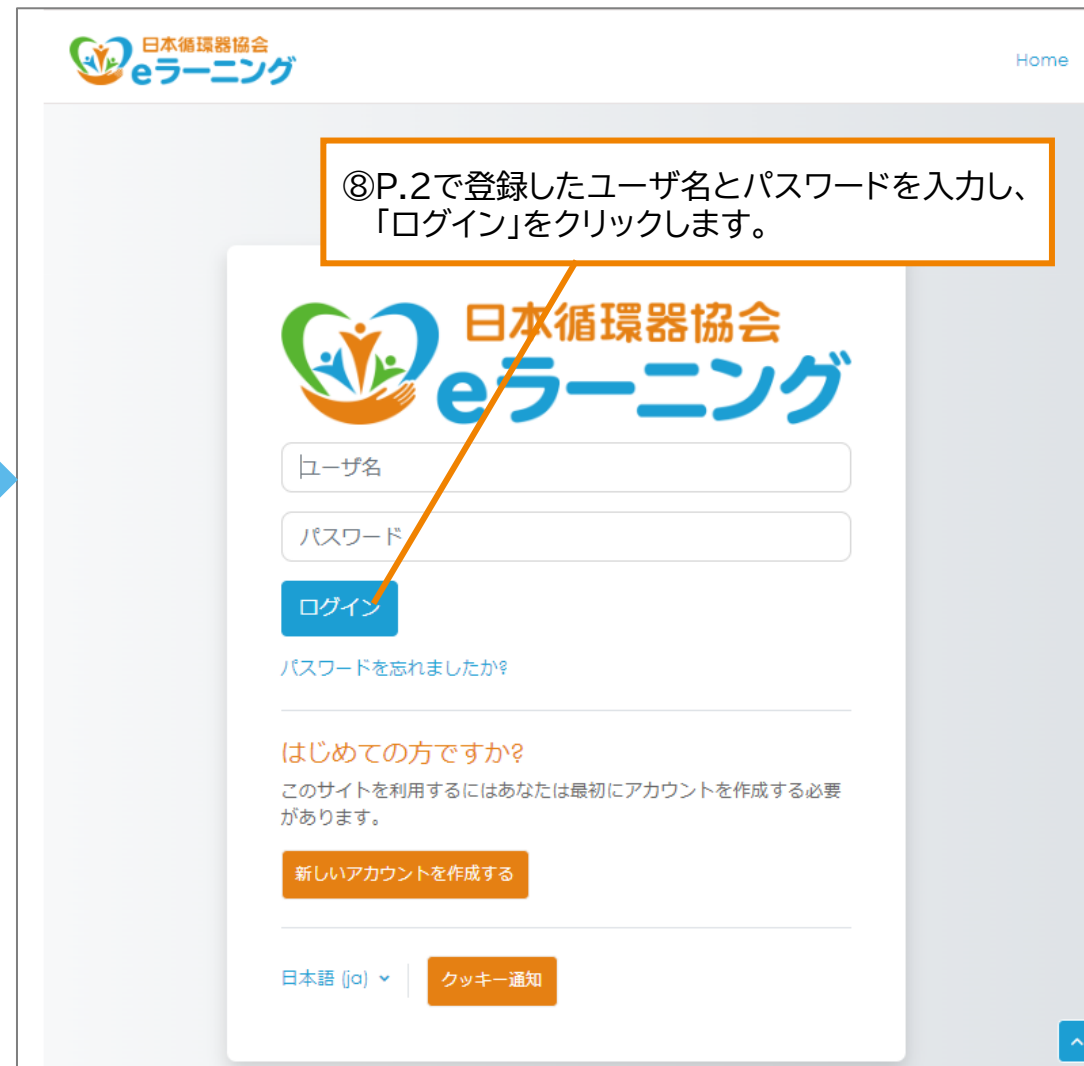 日本循環器協会
eラーニング
Home
⑧P.2で登録したユーザ名とパスワードを入力し、
「ログイン」をクリックします。
日本循環器協会
eラーニング
ユーザ名
パスワード
ログイン
パスワードを忘れましたか?
はじめての方ですか?
このサイトを利用するにはあなたは最初にアカウントを作成する必要
があります。
新しいアカウントを作成する
日本語 (ja)
クッキー通知